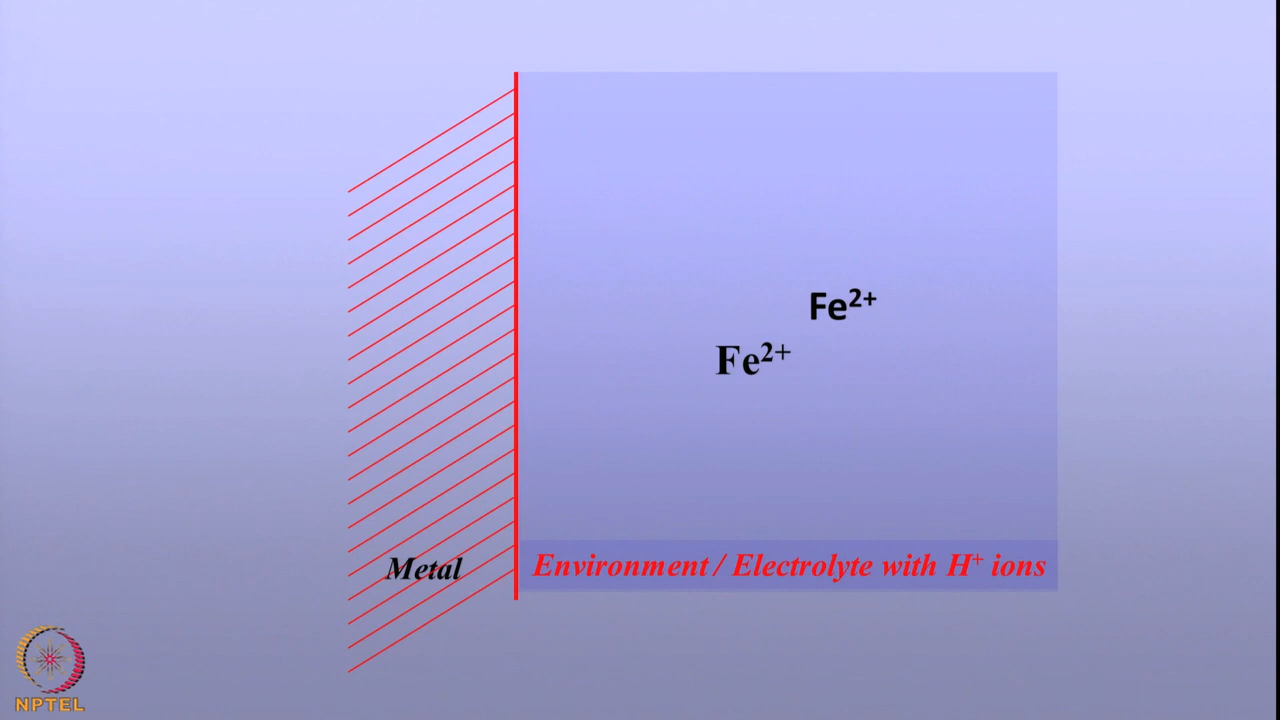 Fe²⁺
Fe²⁺
Metal
Environment / Electrolyte with H⁺ ions
NPTEL